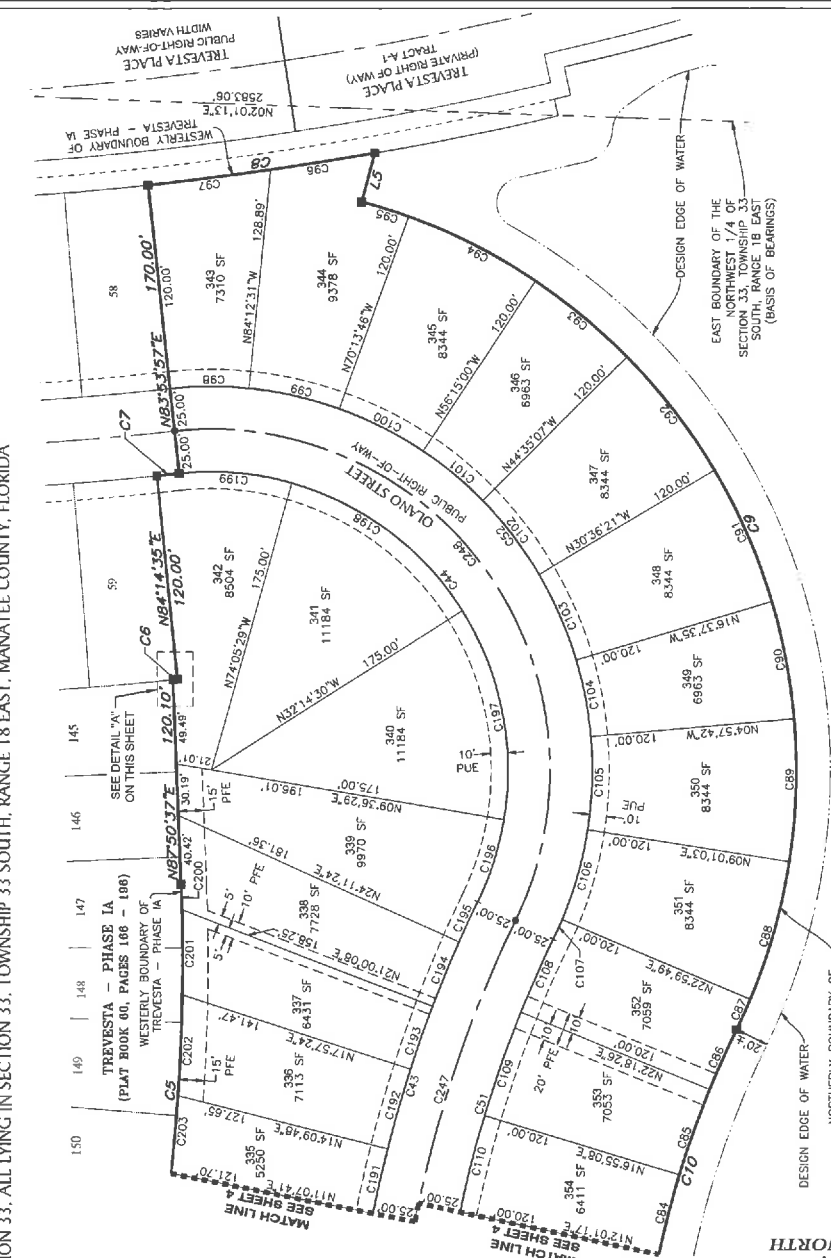 ION 33, ALL LYING IN SECTION 33, TOWNSHIP 33 SOUTH, RANGE 18 EAST, MANATEE COUNTY, FLORIDA
TREVESTA PLACE
PUBLIC RIGHT-OF-WAY
WIDTH VARIES
TREVESTA PLACE
(PRIVATE RIGHT OF WAY)
TRACT A-1
N02°01'13"E
2583.06'
WESTERLY BOUNDARY OF
TREVESTA - PHASE IA
C8
C97
C96
L5
C95
C94
C93
C92
C91
C6
C90
C89
C88
C87
C86
C85
C10
C84
DESIGN EDGE OF WATER
EAST BOUNDARY OF THE
NORTHWEST 1/4 OF
SECTION 33, TOWNSHIP 33
SOUTH, RANGE 18 EAST
(BASIS OF BEARINGS)
58
170.00'
120.00'
N83°53'57"E
25.00'
25.00'
C7
343
7310 SF
128.89'
N84°12'31"W
344
9378 SF
120.00'
N70°13'46"W
345
8344 SF
120.00'
N56°15'00"W
346
6963 SF
120.00'
N44°35'07"W
347
8344 SF
120.00'
N30°36'21"W
348
8344 SF
N16°37'35"W
120.00'
349
6963 SF
N04°57'42"W
120.00'
350
8344 SF
N09°01'03"E
120.00'
351
8344 SF
N22°59'49"E
120.00'
352
7059 SF
120.00'
N22°18'26"E
20' PFE
10'
10'
353
7053 SF
N16°55'08"E
120.00'
354
6411 SF
N12°01'17"E
120.00'
20'±
C98
C99
C100
C101
C102
C52
C103
C104
C105
10'
PUE
C106
C107
C108
C109
C51
C110
OLANO STREET
PUBLIC RIGHT-OF-WAY
C248
C247
25.00'
25.00'
25.00'
25.00'
C199
C198
C44
C197
C196
C195
C194
C193
C43
C192
C191
59
N84°14'35"E
120.00'
C6
SEE DETAIL "A"
ON THIS SHEET
120.10'
49.49'
21.01'
30.19'
N87°50'37"E
40.42'
C200
15'
PFE
342
8504 SF
175.00'
N74°05'29"W
341
11184 SF
175.00'
N32°14'30"W
340
11184 SF
10'
PUE
175.00'
196.01'
N09°36'29"E
339
9970 SF
181.36'
N24°11'24"E
338
7728 SF
10' PFE
5'
5'
158.25'
N21°00'08"E
337
6431 SF
141.47'
N17°57'24"E
336
7113 SF
127.65'
N14°09'48"E
335
5250 SF
121.70'
N11°07'41"E
MATCH LINE
SEE SHEET 4
MATCH LINE
SEE SHEET 4
145
146
147
148
149
150
TREVESTA - PHASE IA
(PLAT BOOK 60, PAGES 166 - 196)
WESTERLY BOUNDARY OF
TREVESTA - PHASE IA
C201
C202
C5
C203
15'
PFE
DESIGN EDGE OF WATER
NORTHERLY BOUNDARY OF
NORTH